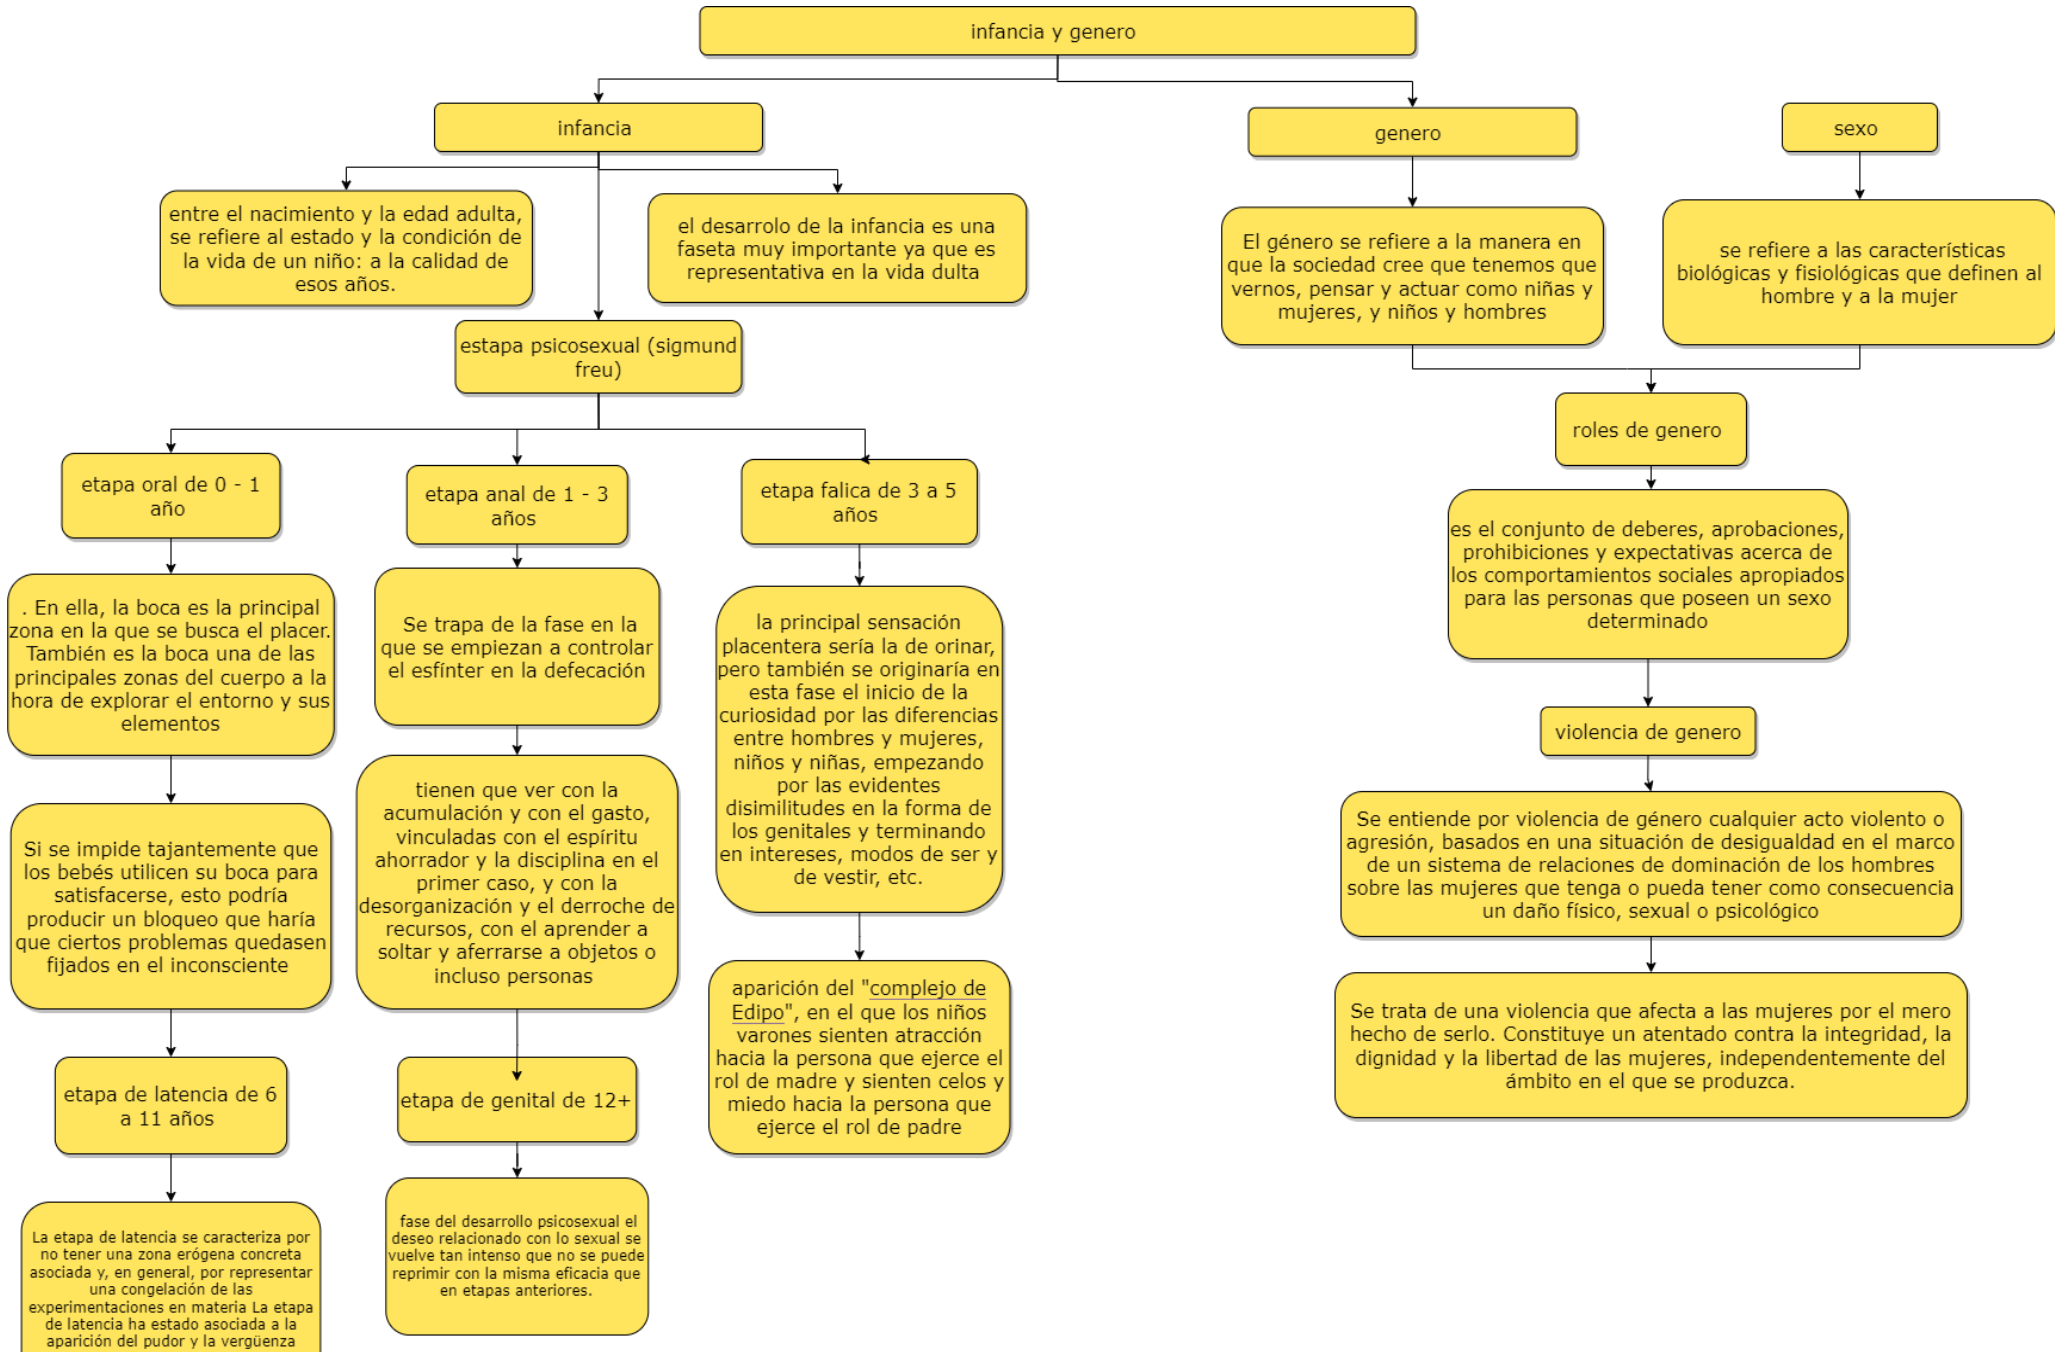 infancia y genero
infancia
genero
sexo
entre el nacimiento y la edad adulta,
se refiere al estado y la condición de
la vida de un niño: a la calidad de
esos años.
el desarrolo de la infancia es una
faseta muy importante ya que es
representativa en la vida dulta
El género se refiere a la manera en
que la sociedad cree que tenemos que
vernos, pensar y actuar como niñas y
mujeres, y niños y hombres
se refiere a las características
biológicas y fisiológicas que definen al
hombre y a la mujer
estapa psicosexual (sigmund
freu)
roles de genero
etapa oral de 0 - 1
año
etapa anal de 1 - 3
años
etapa falica de 3 a 5
años
es el conjunto de deberes, aprobaciones,
prohibiciones y expectativas acerca de
los comportamientos sociales apropiados
para las personas que poseen un sexo
determinado
. En ella, la boca es la principal
zona en la que se busca el placer.
También es la boca una de las
principales zonas del cuerpo a la
hora de explorar el entorno y sus
elementos
Se trapa de la fase en la
que se empiezan a controlar
el esfínter en la defecación
la principal sensación
placentera sería la de orinar,
pero también se originaría en
esta fase el inicio de la
curiosidad por las diferencias
entre hombres y mujeres,
niños y niñas, empezando
por las evidentes
disimilitudes en la forma de
los genitales y terminando
en intereses, modos de ser y
de vestir, etc.
violencia de genero
Si se impide tajantemente que
los bebés utilicen su boca para
satisfacerse, esto podría
producir un bloqueo que haría
que ciertos problemas quedasen
fijados en el inconsciente
tienen que ver con la
acumulación y con el gasto,
vinculadas con el espíritu
ahorrador y la disciplina en el
primer caso, y con la
desorganización y el derroche de
recursos, con el aprender a
soltar y aferrarse a objetos o
incluso personas
Se entiende por violencia de género cualquier acto violento o
agresión, basados en una situación de desigualdad en el marco
de un sistema de relaciones de dominación de los hombres
sobre las mujeres que tenga o pueda tener como consecuencia
un daño físico, sexual o psicológico
aparición del "complejo de
Edipo", en el que los niños
varones sienten atracción
hacia la persona que ejerce el
rol de madre y sienten celos y
miedo hacia la persona que
ejerce el rol de padre
Se trata de una violencia que afecta a las mujeres por el mero
hecho de serlo. Constituye un atentado contra la integridad, la
dignidad y la libertad de las mujeres, independentemente del
ámbito en el que se produzca.
etapa de latencia de 6
a 11 años
etapa de genital de 12+
La etapa de latencia se caracteriza por
no tener una zona erógena concreta
asociada y, en general, por representar
una congelación de las
experimentaciones en materia La etapa
de latencia ha estado asociada a la
aparición del pudor y la vergüenza
fase del desarrollo psicosexual el
deseo relacionado con lo sexual se
vuelve tan intenso que no se puede
reprimir con la misma eficacia que
en etapas anteriores.